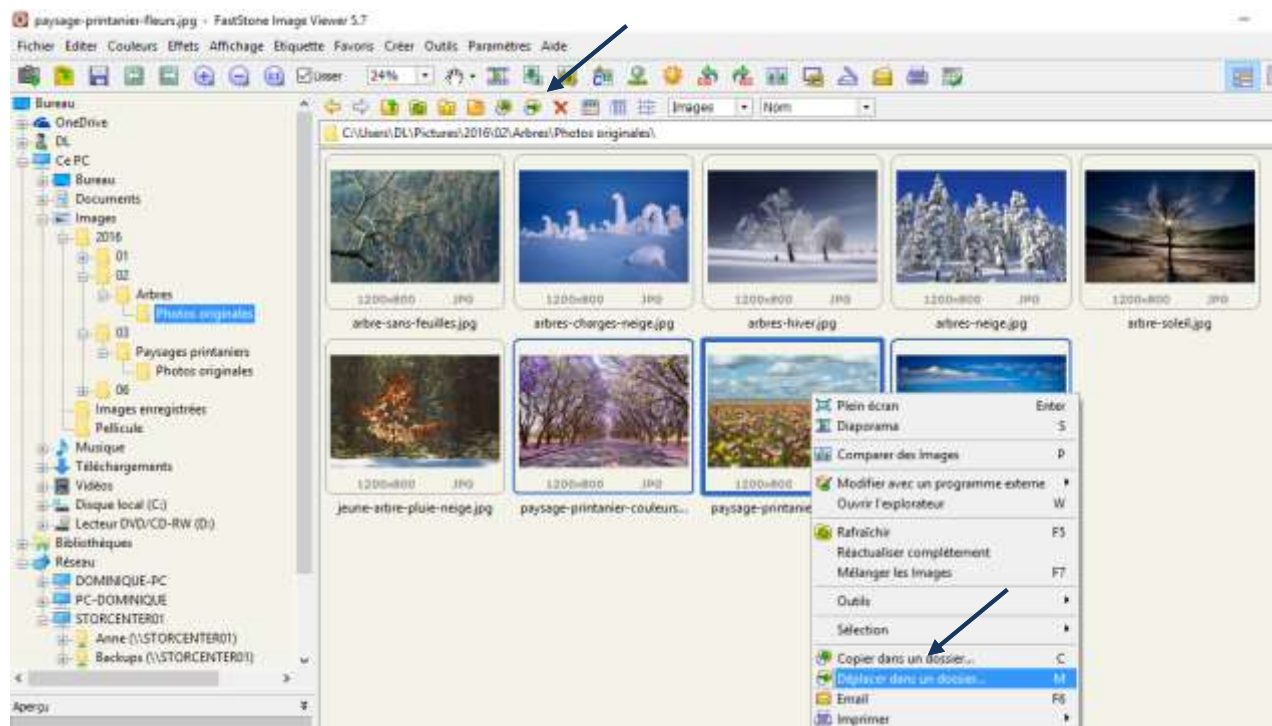 paysage-printanier-fleurs.jpg - FastStone Image Viewer 5.7
Fichier Editer Couleurs Effets Affichage Etiquette Favoris Créer Outils Paramètres Aide
Lisser 24%
Images Nom
C:\Users\DL\Pictures\2016\02\Arbres\Photos originales\
Bureau
OneDrive
DL
Ce PC
Bureau
Documents
Images
2016
01
02
Arbres
Photos originales
03
Paysages printaniers
Photos originales
06
Images enregistrées
Pellicule
Musique
Téléchargements
Vidéos
Disque local (C:)
Lecteur DVD/CD-RW (D:)
Bibliothèques
Réseau
DOMINIQUE-PC
PC-DOMINIQUE
STORCENTER01
Anne (\\STORCENTER01)
Backups (\\STORCENTER01)
Aperçu
1200x800 JPG 1200x800 JPG 1200x800 JPG 1200x800 JPG 1200x800 JPG
arbre-sans-feuilles.jpg arbres-charges-neige.jpg arbres-hiver.jpg arbres-neige.jpg arbre-soleil.jpg
1200x800 JPG 1200x800 JPG 1200x800
jeune-arbre-pluie-neige.jpg paysage-printanier-couleurs... paysage-printanie
Plein écran Enter
Diaporama S
Comparer des Images P
Modifier avec un programme externe
Ouvrir l'explorateur W
Rafraîchir F5
Réactualiser complètement
Mélanger les Images F7
Outils
Sélection
Copier dans un dossier... C
Déplacer dans un dossier... M
Email F6
Imprimer